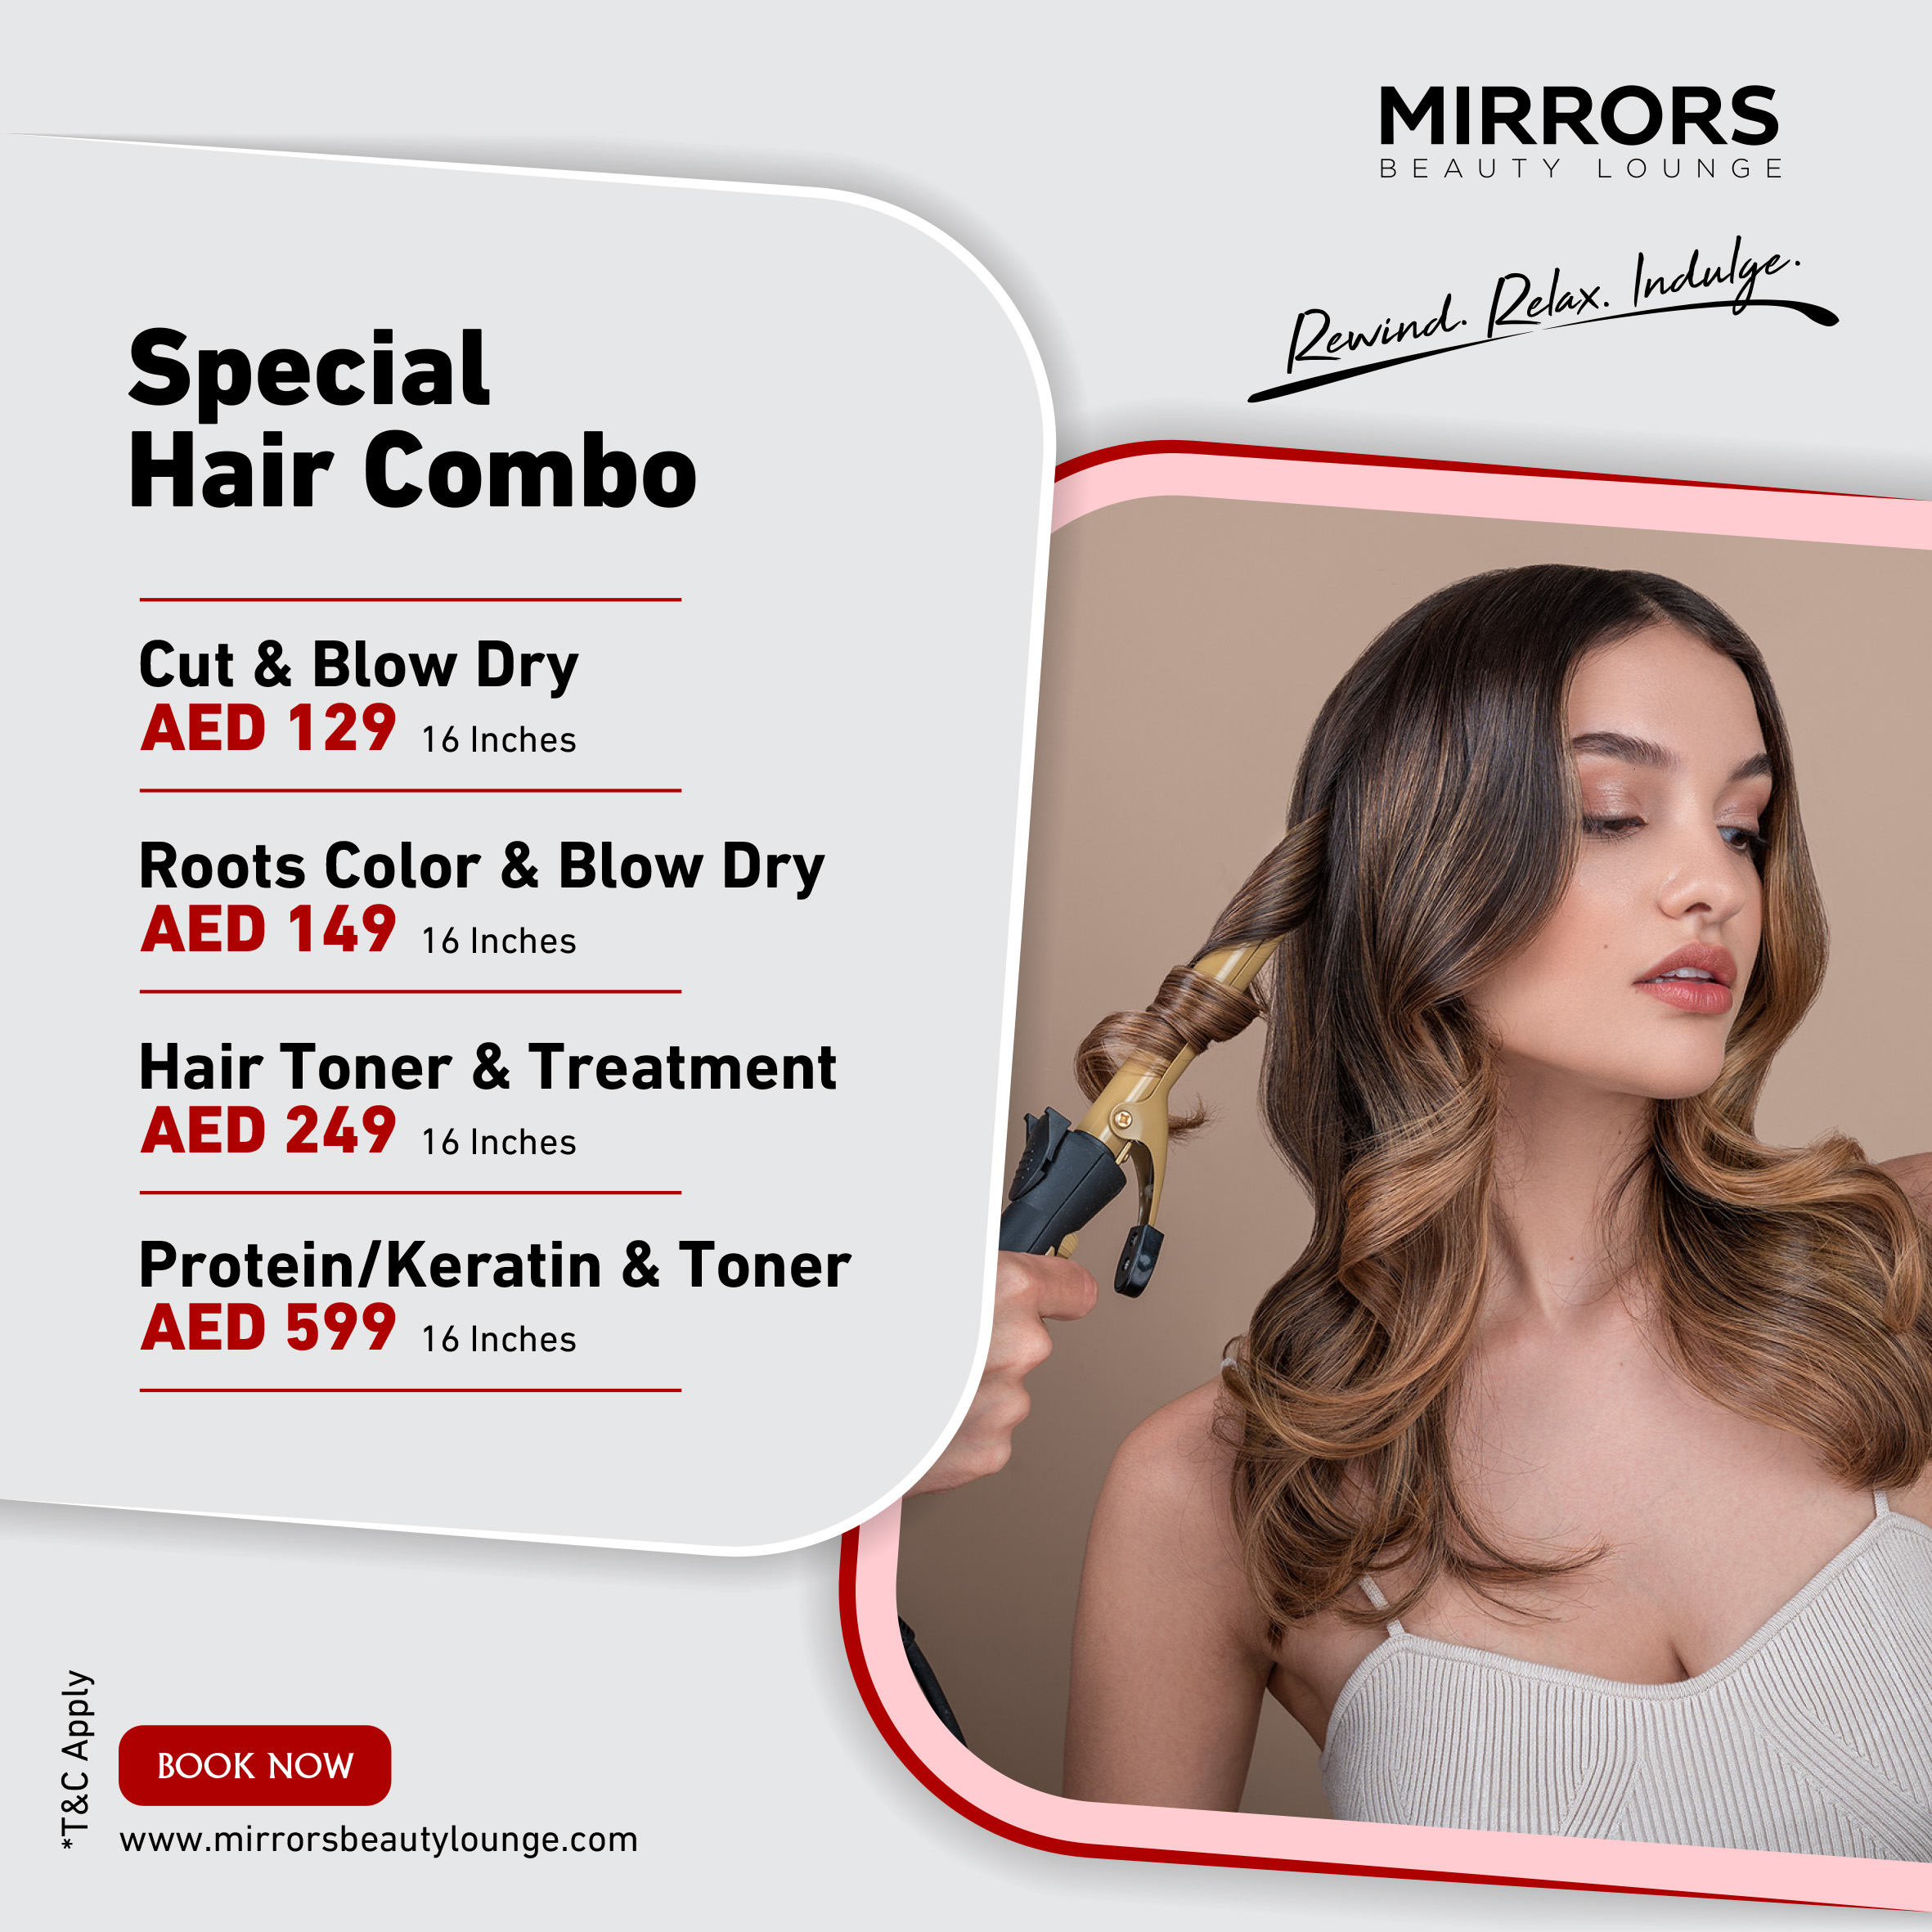 MIRRORS
BEAUTY LOUNGE
Rewind. Relax. Indulge.
Special
Hair Combo
Cut & Blow Dry
AED 129 16 Inches
Roots Color & Blow Dry
AED 149 16 Inches
Hair Toner & Treatment
AED 249 16 Inches
Protein/Keratin & Toner
AED 599 16 Inches
*T&C Apply
BOOK NOW
www.mirrorsbeautylounge.com